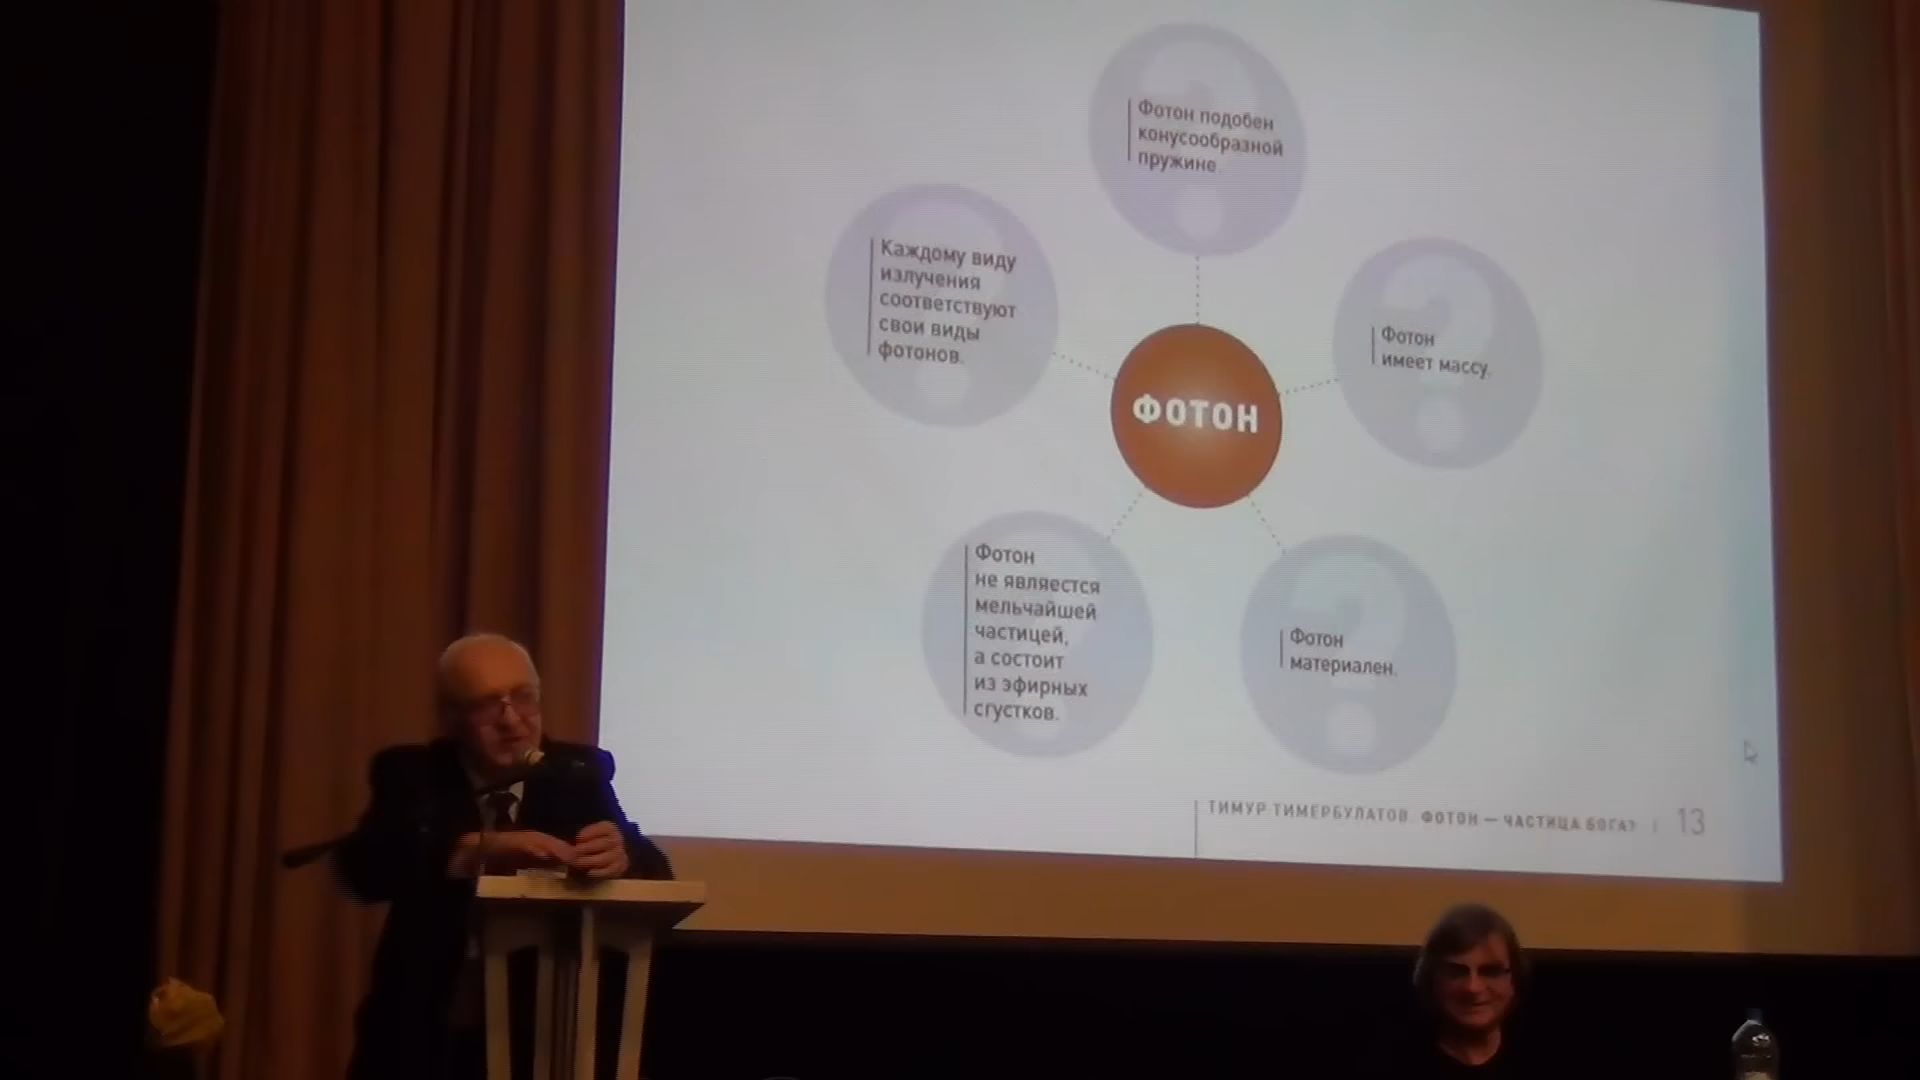 Фотон подобен
конусообразной
пружине.
Каждому виду
излучения
соответствуют
свои виды
фотонов.
Фотон
имеет массу.
ФОТОН
Фотон
не является
мельчайшей
частицей,
а состоит
из эфирных
сгустков.
Фотон
материален.
ТИМУР ТИМЕРБУЛАТОВ. ФОТОН — ЧАСТИЦА БОГА? | 13